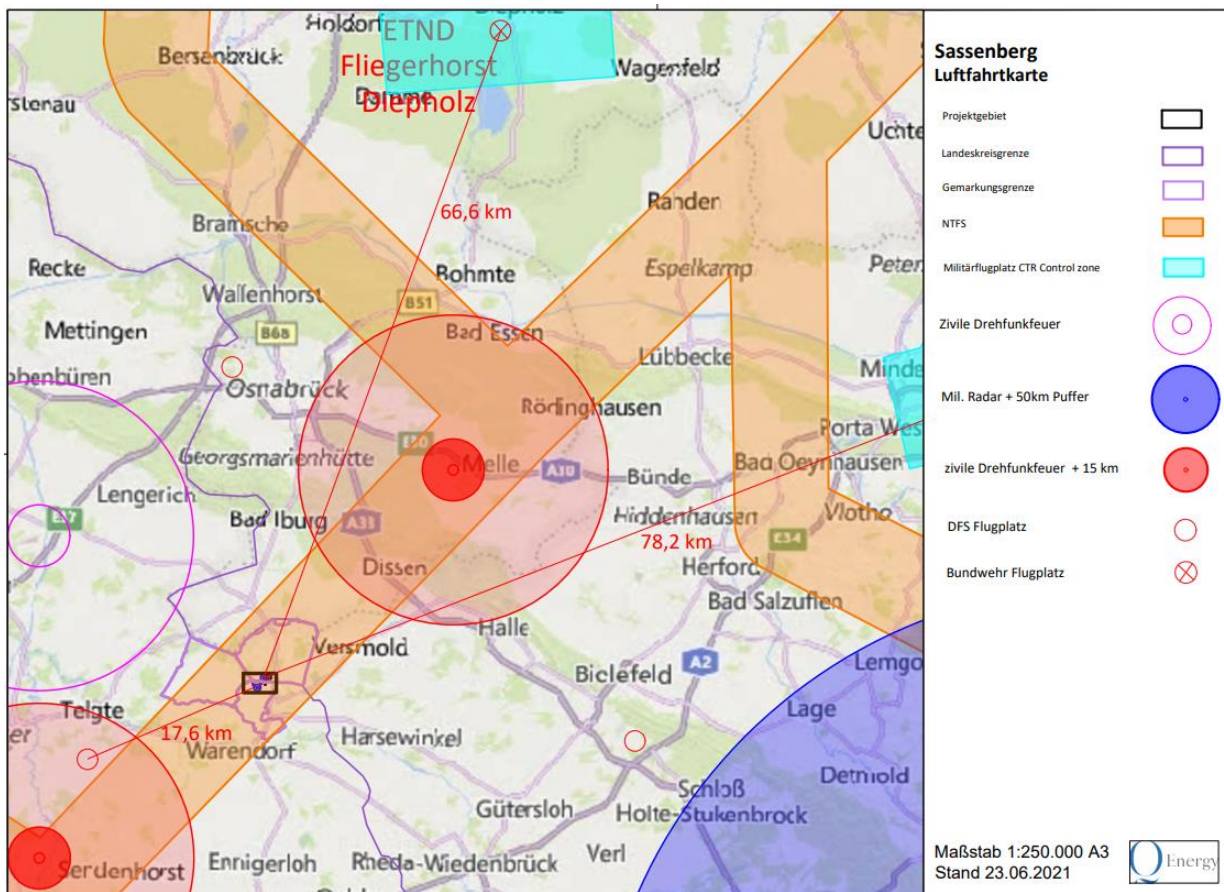 Holdorf
Diepholz
ETND
Fliegerhorst
Diepholz
Bersenbrück
Damme
Wagenfeld
Uchte
Bramsche
66,6 km
Rahden
Recke
Bohmte
Espelkamp
Wallenhorst
B51
Mettingen
B68
Bad Essen
Lübbecke
Osnabrück
Rödinghausen
Georgsmarienhütte
Melle
A30
Porta Wes
Bünde
Bad Oeynhausen
Lengerich
Bad Iburg
A33
Hiddenhausen
Vlotho
78,2 km
E34
Dissen
Herford
Bad Salzuflen
Halle
Versmold
Bielefeld
A2
Lemgo
Telgte
Lage
17,6 km
Warendorf
Harsewinkel
Detmold
Schloß
Gütersloh
Holte-Stukenbrock
Ennigerloh
Rheda-Wiedenbrück
Verl
Sassenberg
Luftfahrtkarte
Projektgebiet
Landeskreisgrenze
Gemarkungsgrenze
NTFS
Militärflugplatz CTR Control zone
Zivile Drehfunkfeuer
Mil. Radar + 50km Puffer
zivile Drehfunkfeuer + 15 km
DFS Flugplatz
Bundwehr Flugplatz
Maßstab 1:250.000 A3
Stand 23.06.2021
Q Energy